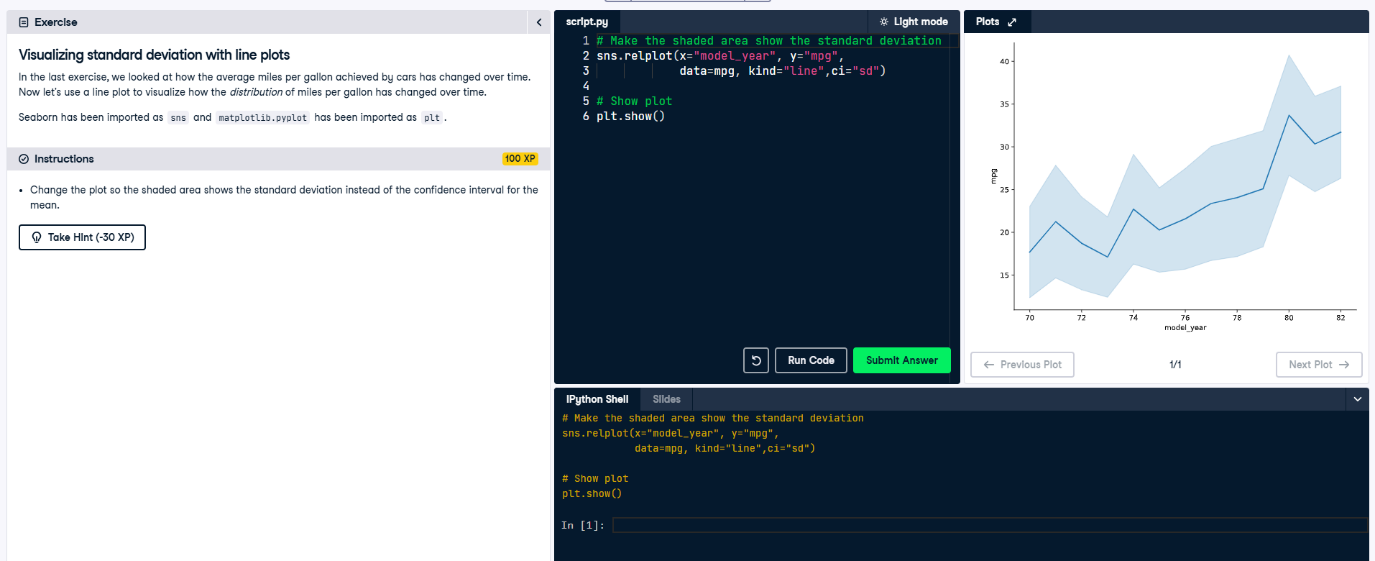 Exercise
Visualizing standard deviation with line plots
In the last exercise, we looked at how the average miles per gallon achieved by cars has changed over time.
Now let's use a line plot to visualize how the distribution of miles per gallon has changed over time.
Seaborn has been imported as sns and matplotlib.pyplot has been imported as plt.
Instructions
100 XP
• Change the plot so the shaded area shows the standard deviation instead of the confidence interval for the
mean.
Take Hint (-30 XP)
script.py
Light mode
1 # Make the shaded area show the standard deviation
2 sns.relplot(x="model_year", y="mpg",
3 data=mpg, kind="line",ci="sd")
4
5 # Show plot
6 plt.show()
Run Code
Submit Answer
Plots
40
35
30
25
20
15
mpg
70 72 74 76 78 80 82
model_year
← Previous Plot
1/1
Next Plot →
IPython Shell
Slides
# Make the shaded area show the standard deviation
sns.relplot(x="model_year", y="mpg",
data=mpg, kind="line",ci="sd")
# Show plot
plt.show()
In [1]: